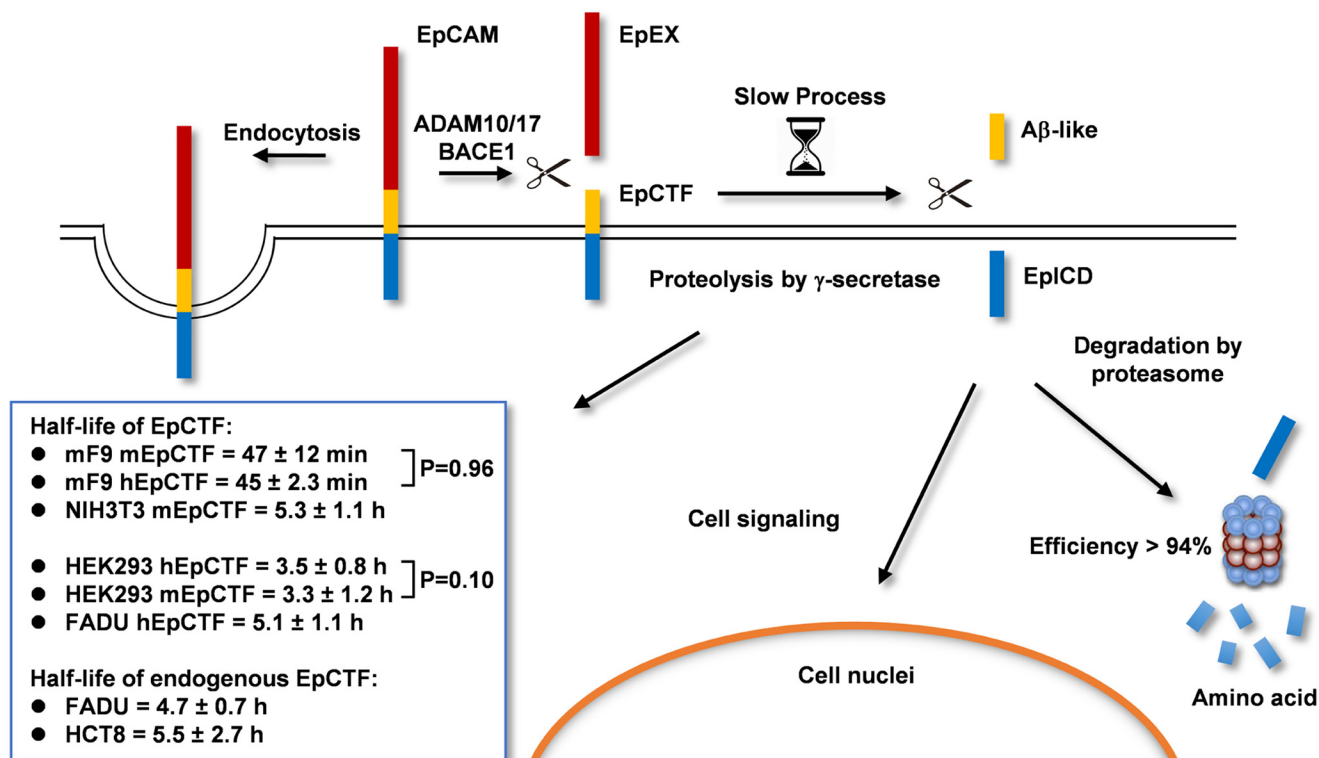 EpCAM
EpEX
Slow Process
Endocytosis
ADAM10/17
BACE1
Aβ-like
EpCTF
Proteolysis by γ-secretase
EpICD
Degradation by
proteasome
Half-life of EpCTF:
● mF9 mEpCTF = 47 ± 12 min
● mF9 hEpCTF = 45 ± 2.3 min
P=0.96
● NIH3T3 mEpCTF = 5.3 ± 1.1 h
● HEK293 hEpCTF = 3.5 ± 0.8 h
● HEK293 mEpCTF = 3.3 ± 1.2 h
P=0.10
● FADU hEpCTF = 5.1 ± 1.1 h
Half-life of endogenous EpCTF:
● FADU = 4.7 ± 0.7 h
● HCT8 = 5.5 ± 2.7 h
Cell signaling
Efficiency > 94%
Cell nuclei
Amino acid